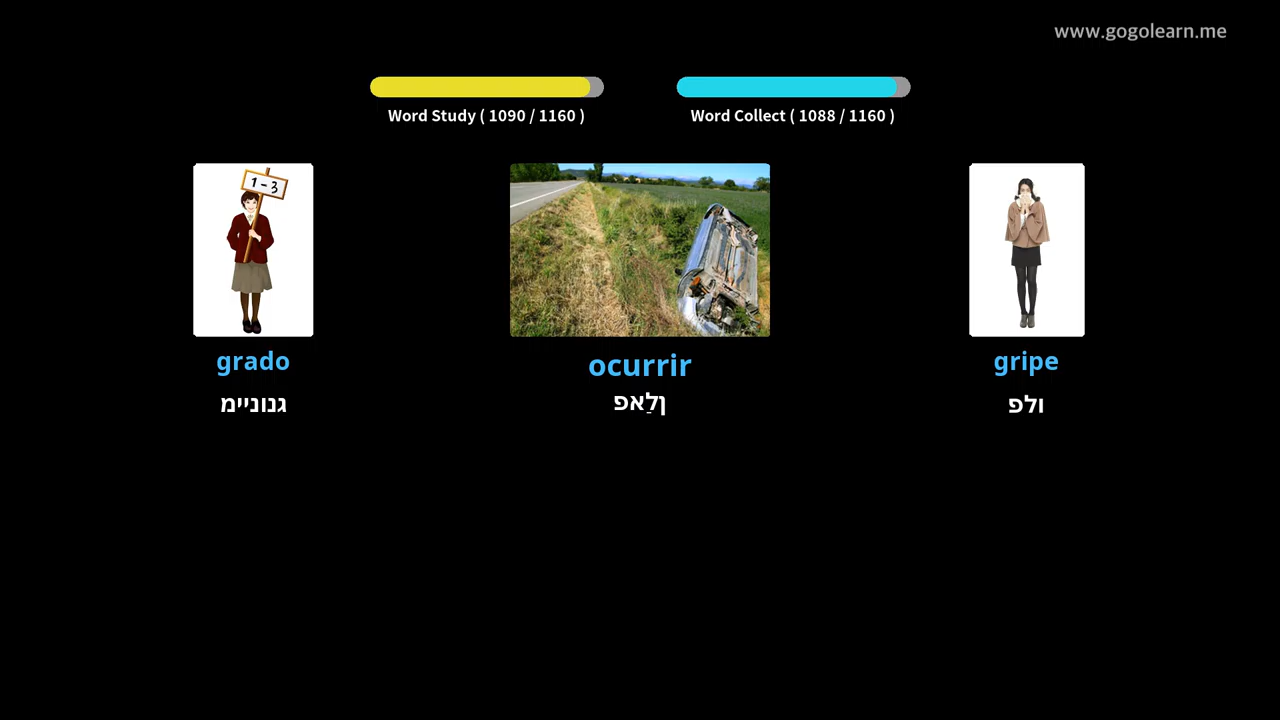 www.gogolearn.me
Word Study ( 1090 / 1160 )
Word Collect ( 1088 / 1160 )
1-3
grado
גנוניימ
ocurrir
ןלַאפ
gripe
ולפ